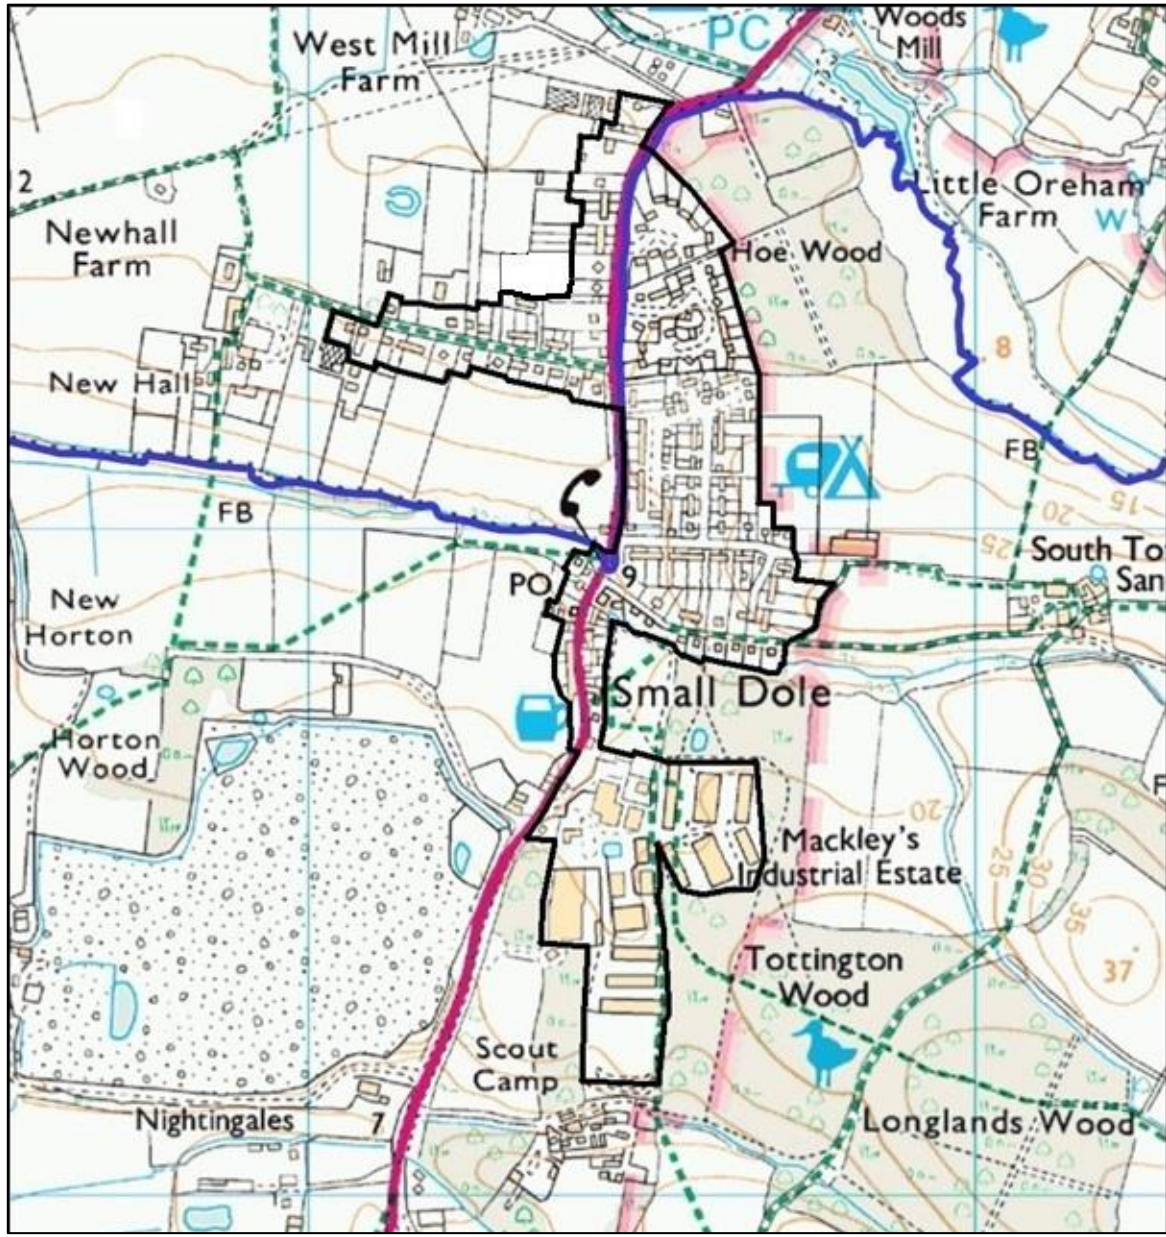 PC
Woods
Mill
West Mill
Farm
Little Oreham
Farm
W
12
Newhall
Farm
Hoe Wood
8
New Hall
FB
FB
15
20
25
South To
San
PO
9
New
Horton
Small Dole
Horton
Wood
F
20
Mackley's
Industrial Estate
25
30
35
37
Tottington
Wood
Scout
Camp
Nightingales
7
Longlands Wood